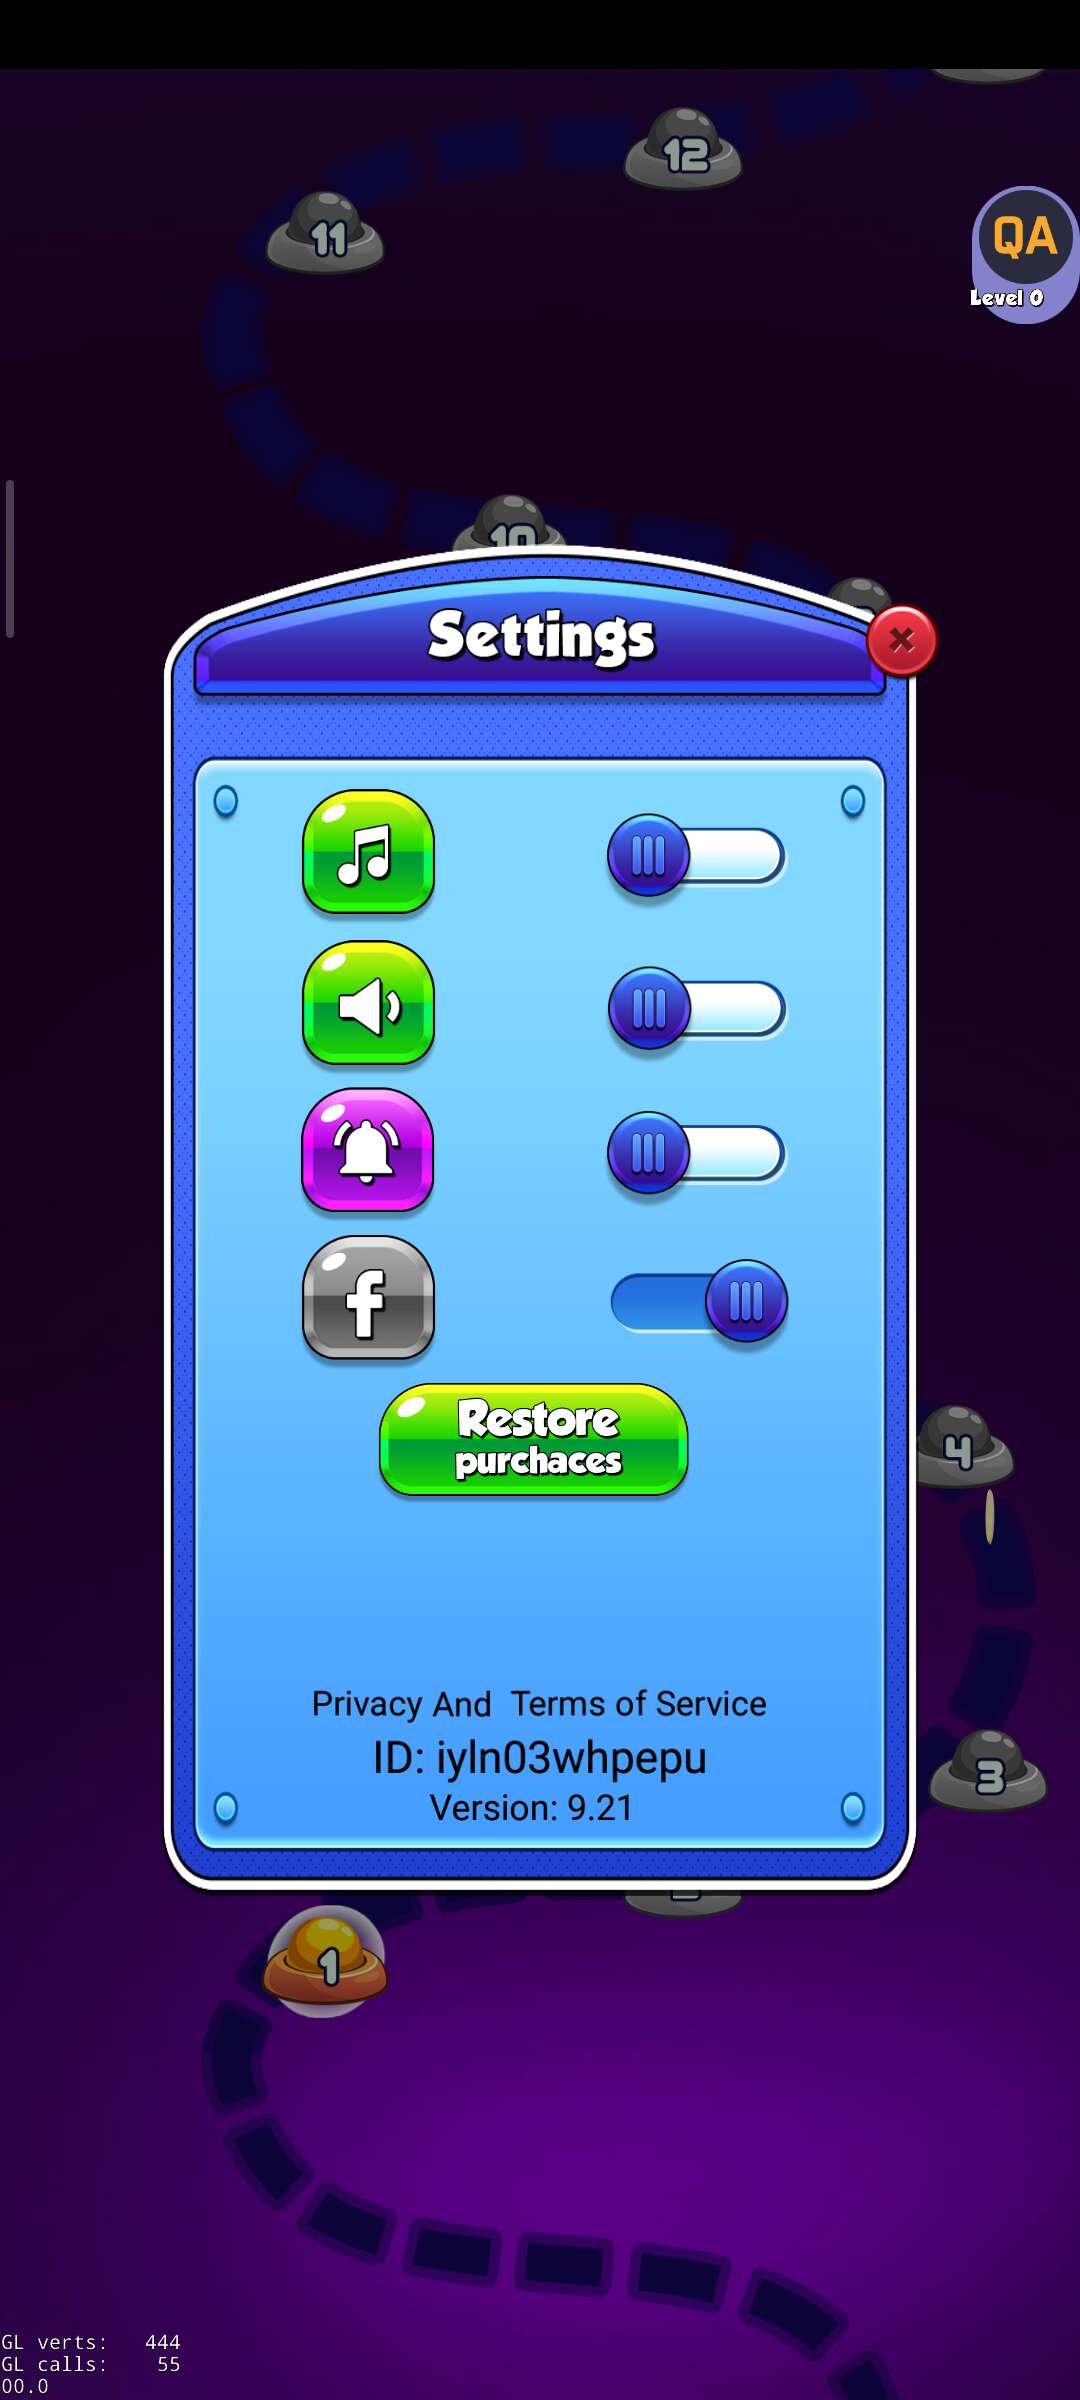 12
11
QA
Level 0
10
Settings
Restore
purchaces
4
Privacy And Terms of Service
ID: iyln03whpepu
3
Version: 9.21
1
GL verts: 444
GL calls: 55
00.0